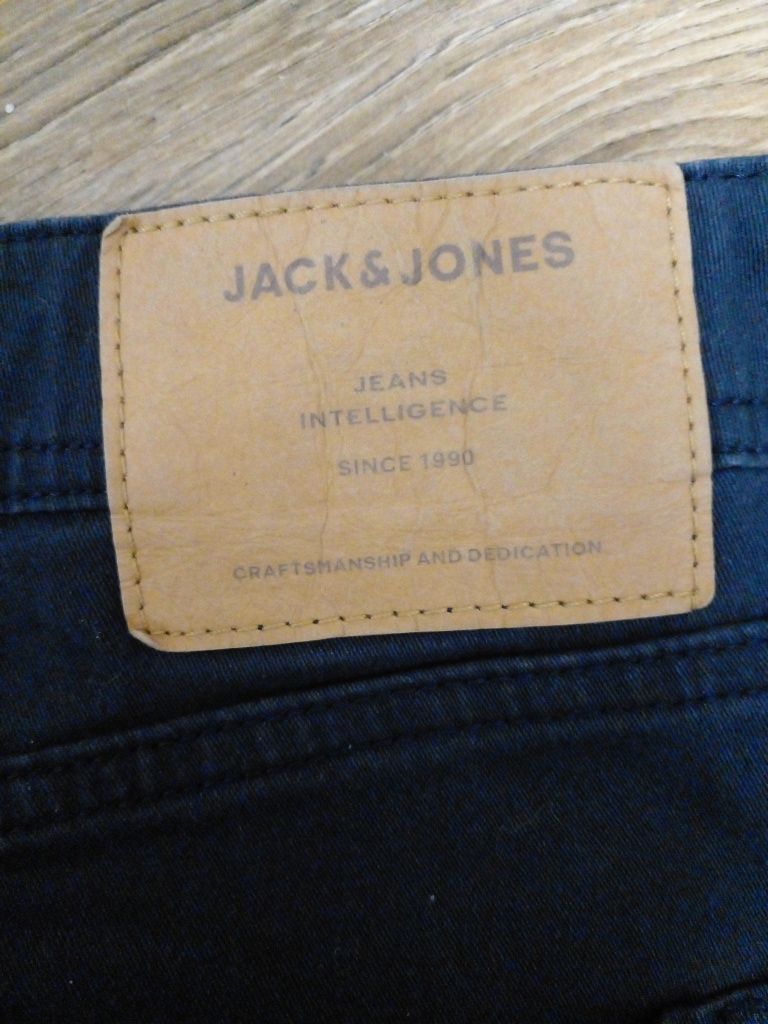 JACK & JONES
JEANS
INTELLIGENCE
SINCE 1990
CRAFTSMANSHIP AND DEDICATION